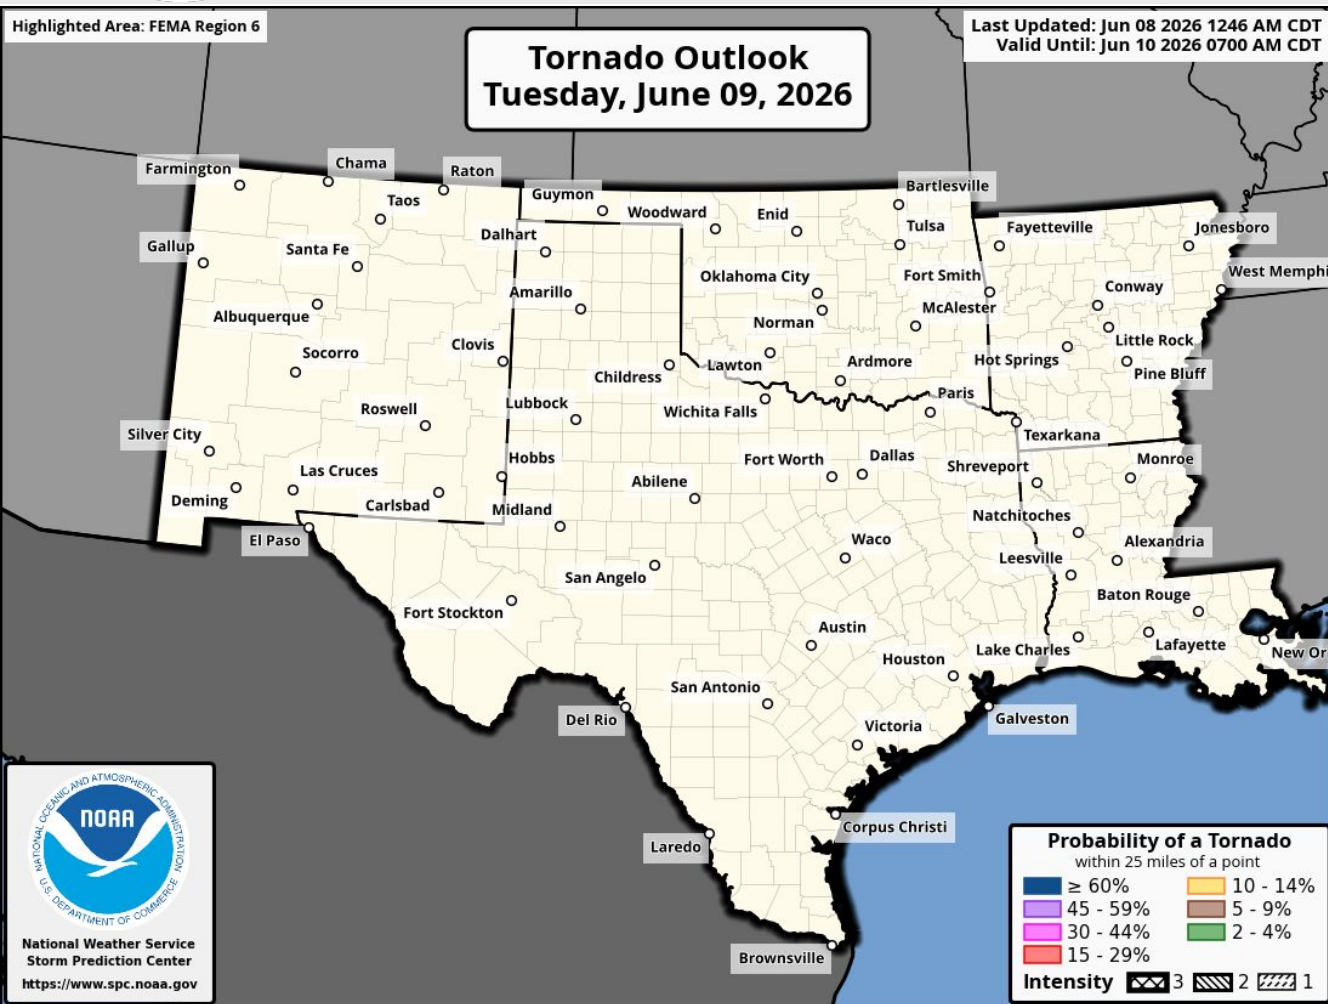 Highlighted Area: FEMA Region 6
Last Updated: Jun 08 2026 1246 AM CDT
Valid Until: Jun 10 2026 0700 AM CDT
Tornado Outlook
Tuesday, June 09, 2026
Farmington
Chama
Raton
Taos
Guymon
Woodward
Enid
Bartlesville
Tulsa
Fayetteville
Jonesboro
Gallup
Santa Fe
Dalhart
Oklahoma City
Fort Smith
West Memphi
Albuquerque
Amarillo
Norman
McAlester
Conway
Little Rock
Socorro
Clovis
Childress
Lawton
Ardmore
Hot Springs
Pine Bluff
Roswell
Lubbock
Wichita Falls
Paris
Texarkana
Silver City
Las Cruces
Hobbs
Abilene
Fort Worth
Dallas
Shreveport
Monroe
Deming
Carlsbad
Midland
Natchitoches
El Paso
San Angelo
Waco
Leesville
Alexandria
Fort Stockton
Austin
Baton Rouge
Houston
Lake Charles
Lafayette
New Or
San Antonio
Del Rio
Victoria
Galveston
Laredo
Corpus Christi
Brownsville
NATIONAL OCEANIC AND ATMOSPHERIC ADMINISTRATION
NOAA
U.S. DEPARTMENT OF COMMERCE
National Weather Service
Storm Prediction Center
https://www.spc.noaa.gov
Probability of a Tornado
within 25 miles of a point
≥ 60% 10 - 14%
45 - 59% 5 - 9%
30 - 44% 2 - 4%
15 - 29%
Intensity 3 2 1